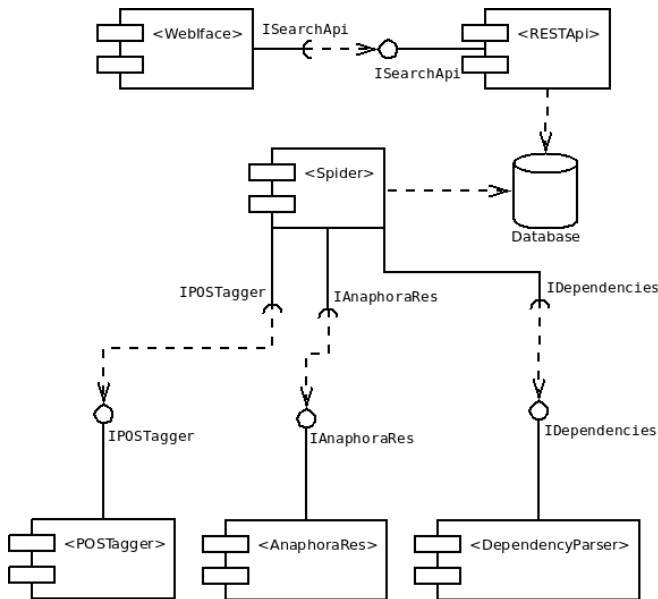 ISearchApi
<WebIface>
<RESTApi>
ISearchApi
<Spider>
Database
IPOSTagger
IAnaphoraRes
IDependencies
IPOSTagger
IAnaphoraRes
IDependencies
<POSTagger>
<AnaphoraRes>
<DependencyParser>